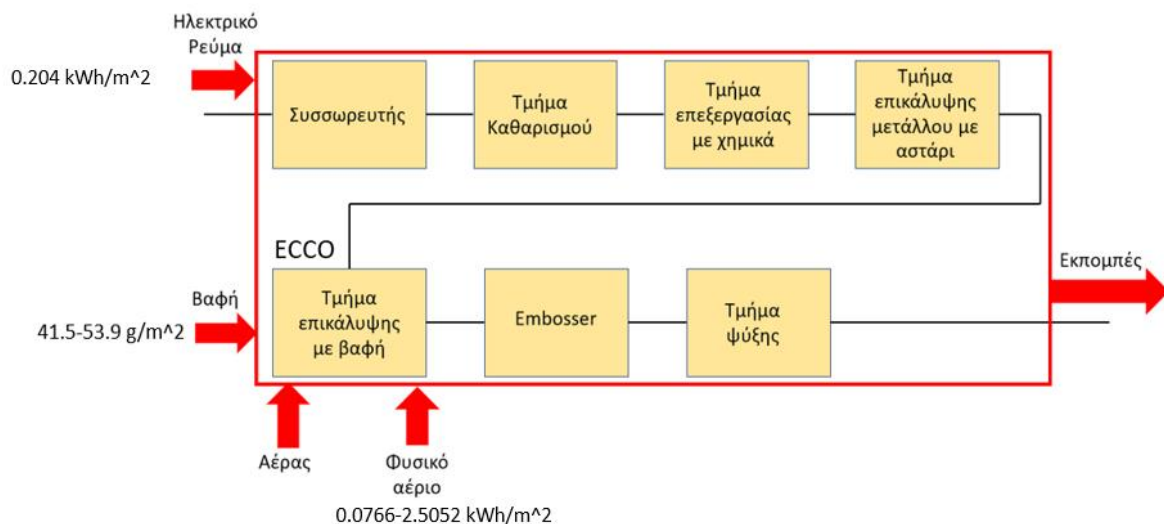 Ηλεκτρικό
Ρεύμα
0.204 kWh/m^2
Συσσωρευτής
Τμήμα
Καθαρισμού
Τμήμα
επεξεργασίας
με χημικά
Τμήμα
επικάλυψης
μετάλλου με
αστάρι
ECCO
Βαφή
41.5-53.9 g/m^2
Τμήμα
επικάλυψης
με βαφή
Embosser
Τμήμα
ψύξης
Εκπομπές
Αέρας
Φυσικό
αέριο
0.0766-2.5052 kWh/m^2